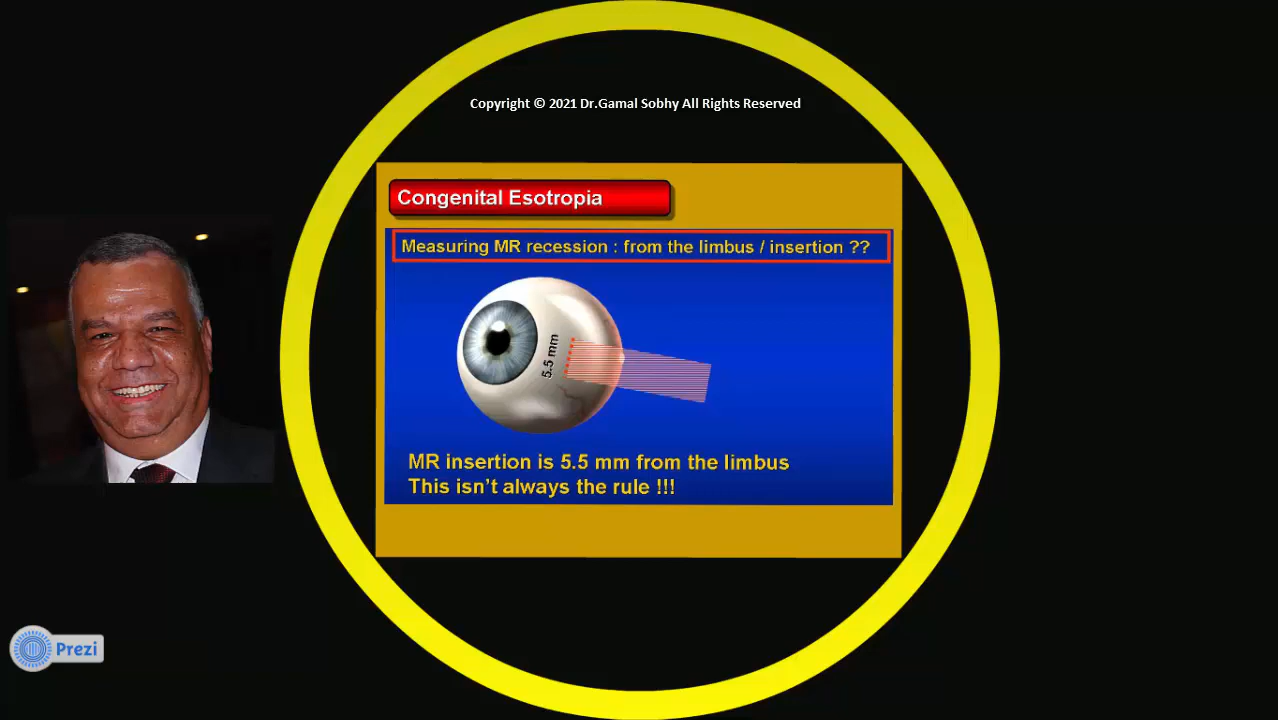 Copyright © 2021 Dr.Gamal Sobhy All Rights Reserved
Congenital Esotropia
Measuring MR recession : from the limbus / insertion ??
5.5 mm
MR insertion is 5.5 mm from the limbus
This isn't always the rule !!!
Prezi